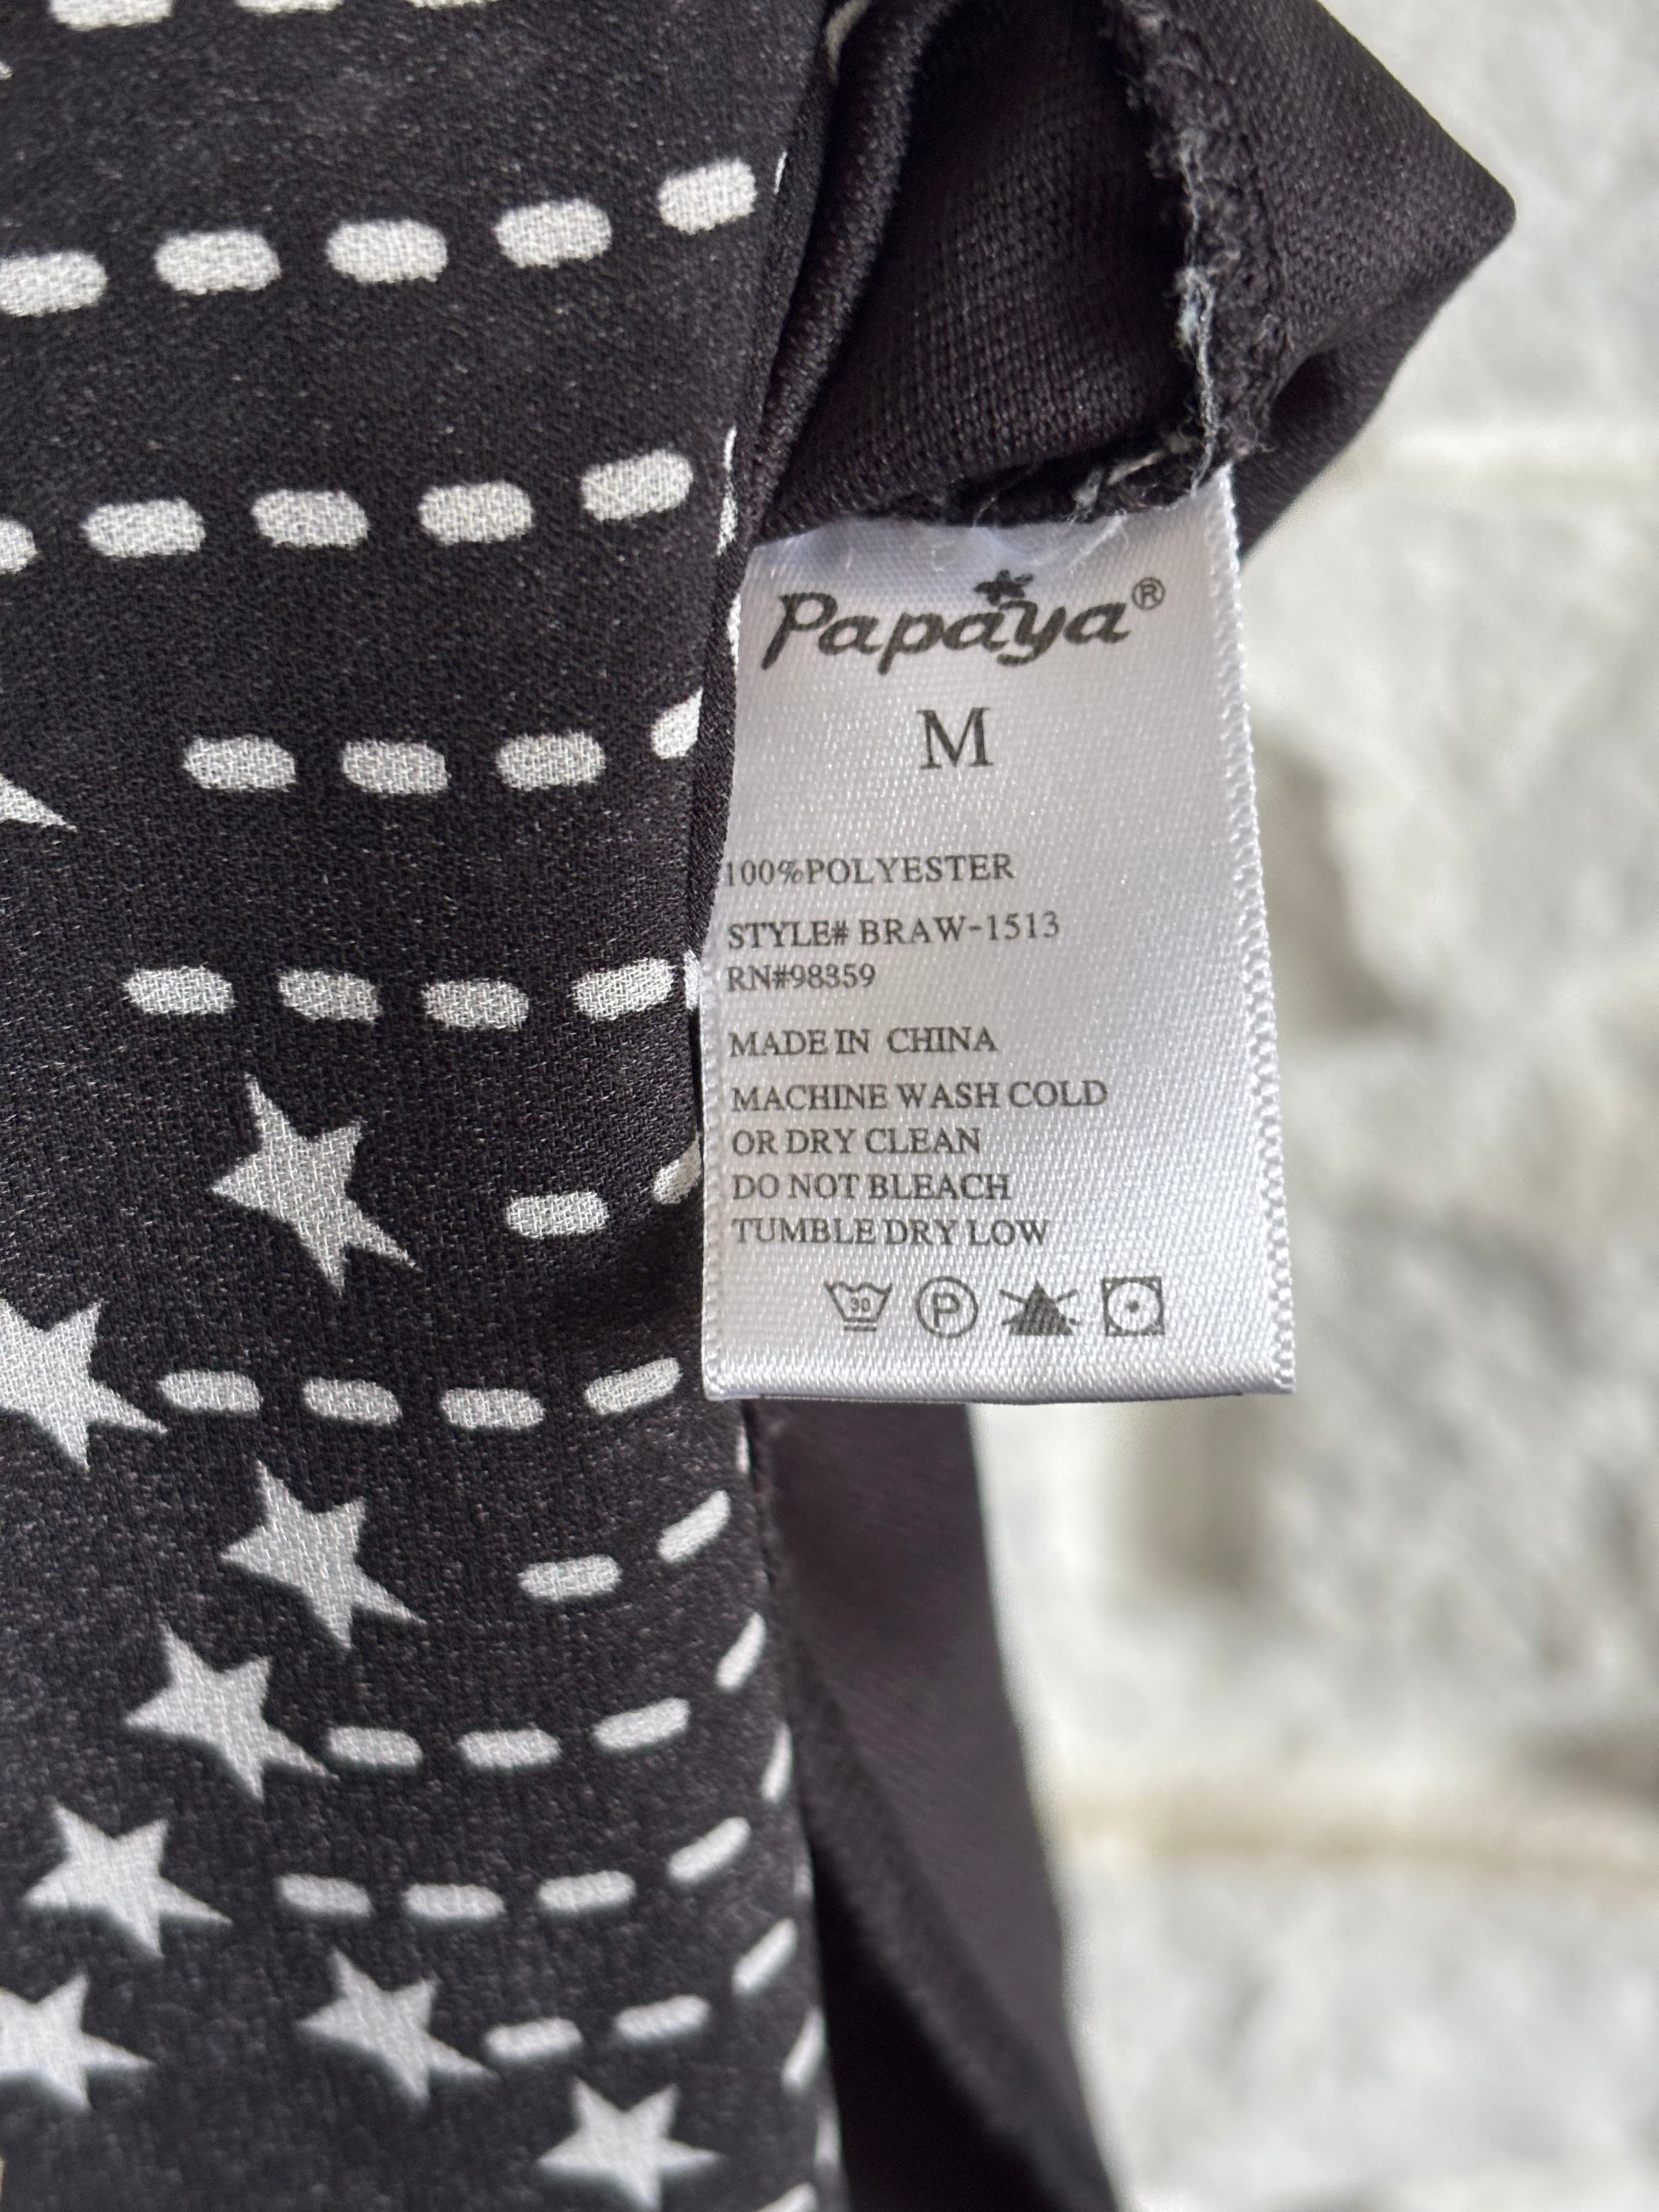 Papaya®
M
100%POLYESTER
STYLE# BRAW-1513
RN#98359
MADE IN CHINA
MACHINE WASH COLD
OR DRY CLEAN
DO NOT BLEACH
TUMBLE DRY LOW
30 P